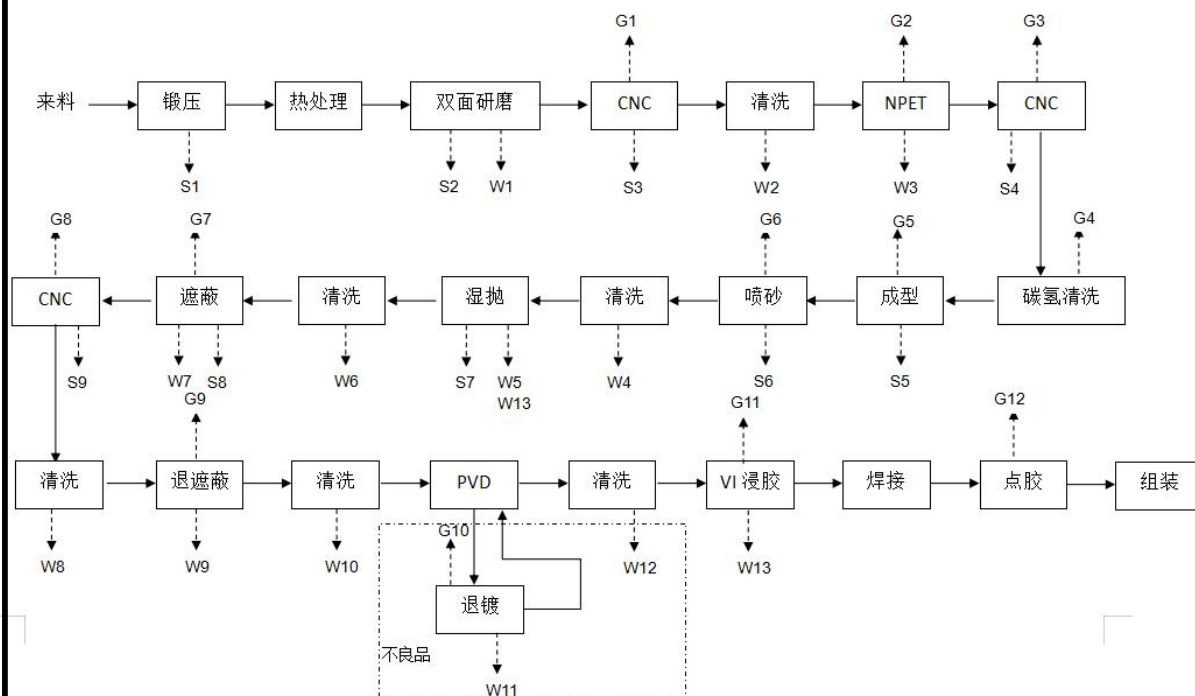 G1 G2 G3
来料 锻压 热处理 双面研磨 CNC 清洗 NPET CNC
S1 S2 W1 S3 W2 W3 S4
G8 G7 G6 G5 G4
CNC 遮蔽 清洗 湿抛 清洗 喷砂 成型 碳氢清洗
S9 W7 S8 W6 S7 W5 W4 S6 S5
W13
G9 G11 G12
清洗 退遮蔽 清洗 PVD 清洗 VI 浸胶 焊接 点胶 组装
G10
W8 W9 W10 W12 W13
退镀
不良品
W11